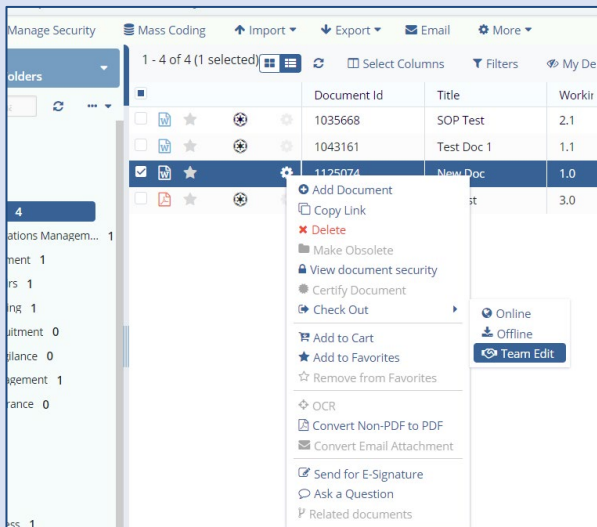 Manage Security Mass Coding Import Export Email More
1 - 4 of 4 (1 selected) Select Columns Filters My De
olders
Document Id Title Workin
1035668 SOP Test 2.1
1043161 Test Doc 1 1.1
1125074 New Doc 1.0
st 3.0
4
ations Managem... 1
ment 1
rs 1
ing 1
uitment 0
gilance 0
agement 1
rance 0
ess 1
Add Document
Copy Link
Delete
Make Obsolete
View document security
Certify Document
Check Out
Online
Offline
Team Edit
Add to Cart
Add to Favorites
Remove from Favorites
OCR
Convert Non-PDF to PDF
Convert Email Attachment
Send for E-Signature
Ask a Question
Related documents